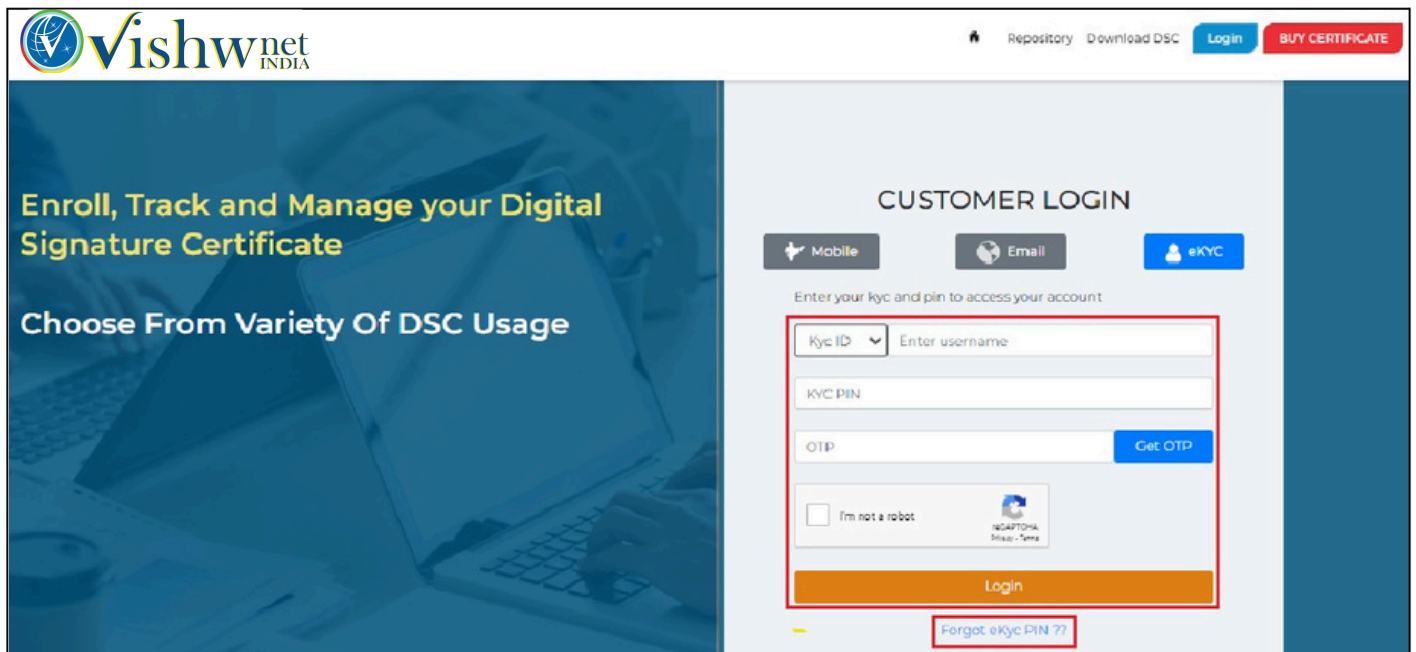 Vishwnet
INDIA
Repository Download DSC Login BUY CERTIFICATE
Enroll, Track and Manage your Digital
Signature Certificate
Choose From Variety Of DSC Usage
CUSTOMER LOGIN
Mobile Email eKYC
Enter your kyc and pin to access your account
Kyc ID Enter username
KYC PIN
OTP Get OTP
I'm not a robot
reCAPTCHA
Privacy - Terms
Login
Forgot eKyc PIN ??